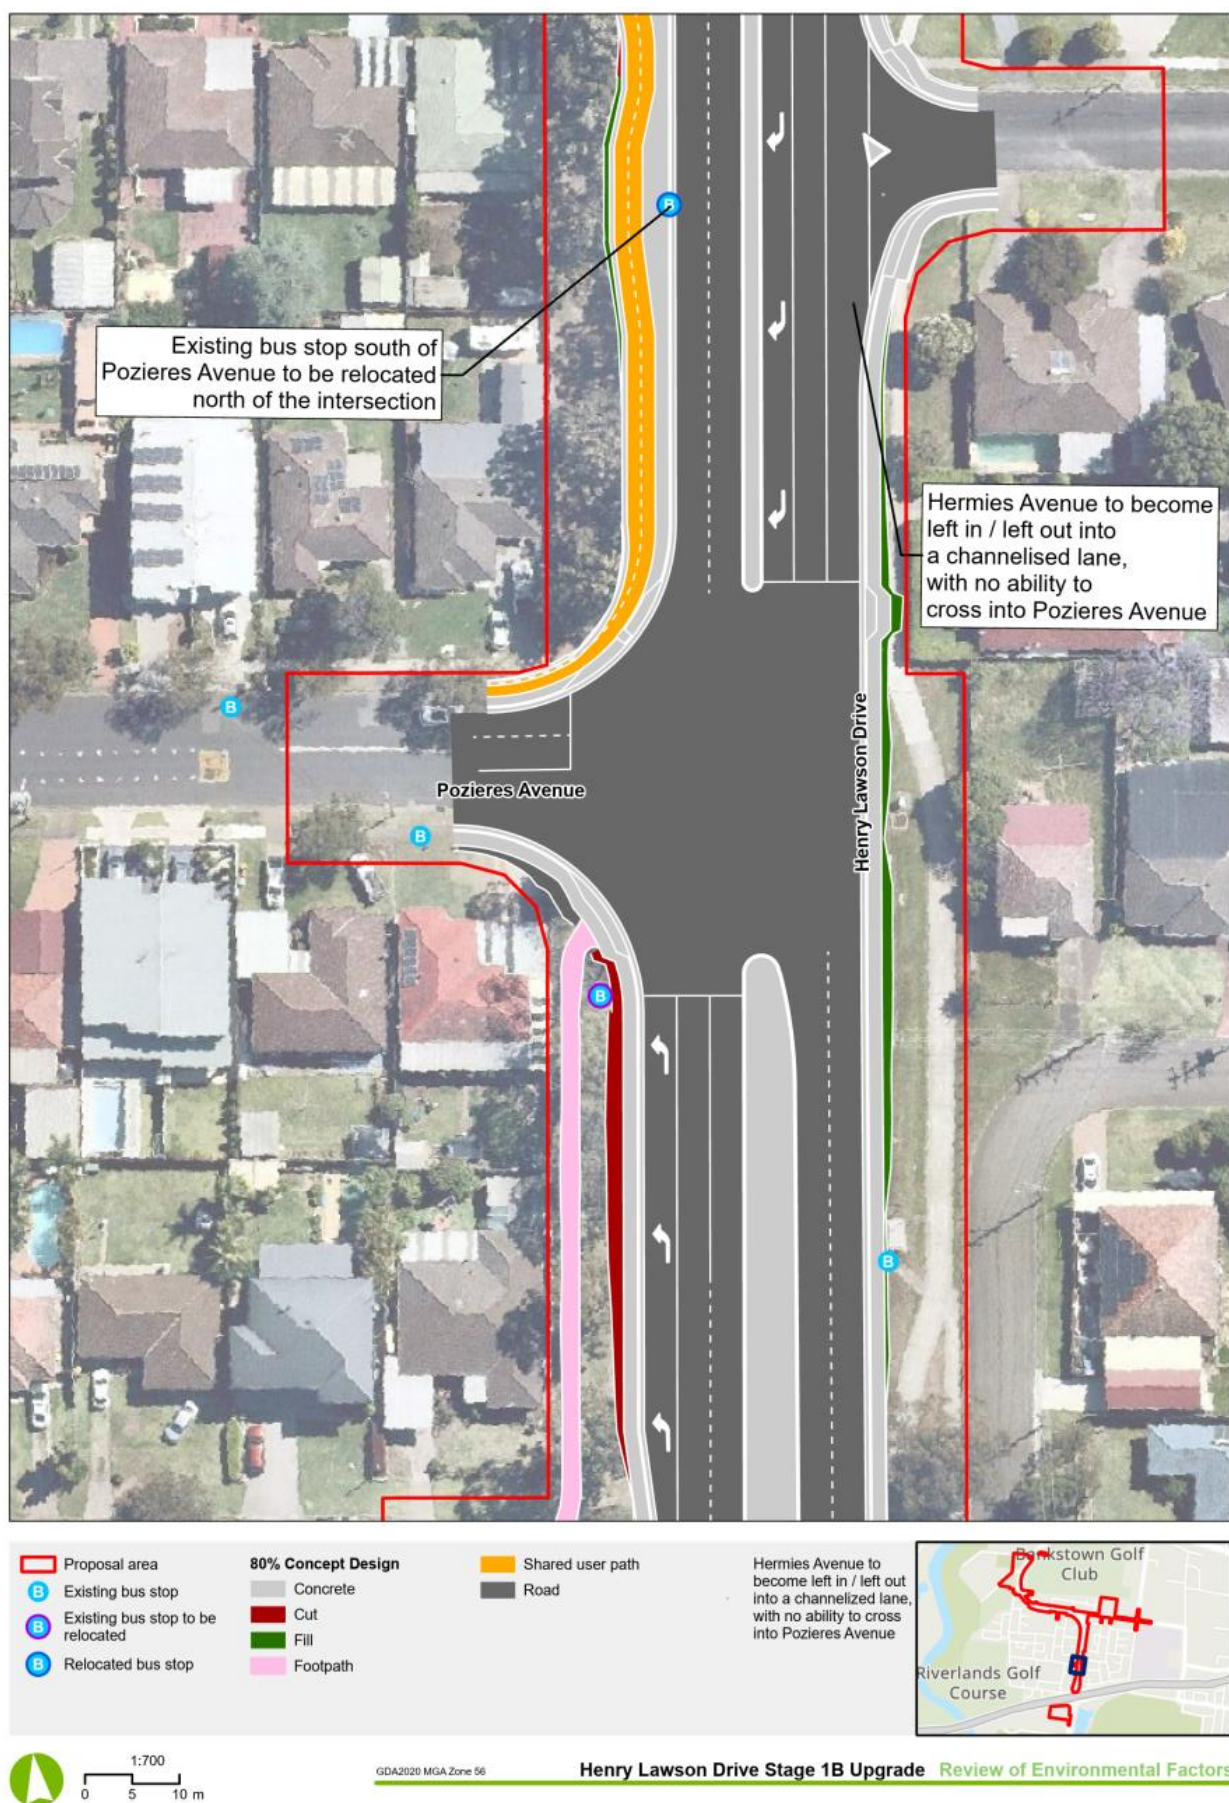 B
Existing bus stop south of
Pozieres Avenue to be relocated
north of the intersection
Hermies Avenue to become
left in / left out into
a channelised lane,
with no ability to
cross into Pozieres Avenue
B
Pozieres Avenue
Henry Lawson Drive
B
B
B
Proposal area
B Existing bus stop
B Existing bus stop to be
relocated
B Relocated bus stop
80% Concept Design
Concrete
Cut
Fill
Footpath
Shared user path
Road
Hermies Avenue to
become left in / left out
into a channelized lane,
with no ability to cross
into Pozieres Avenue
Bankstown Golf
Club
Riverlands Golf
Course
1:700
0 5 10 m
GDA2020 MGA Zone 56
Henry Lawson Drive Stage 1B Upgrade Review of Environmental Factors